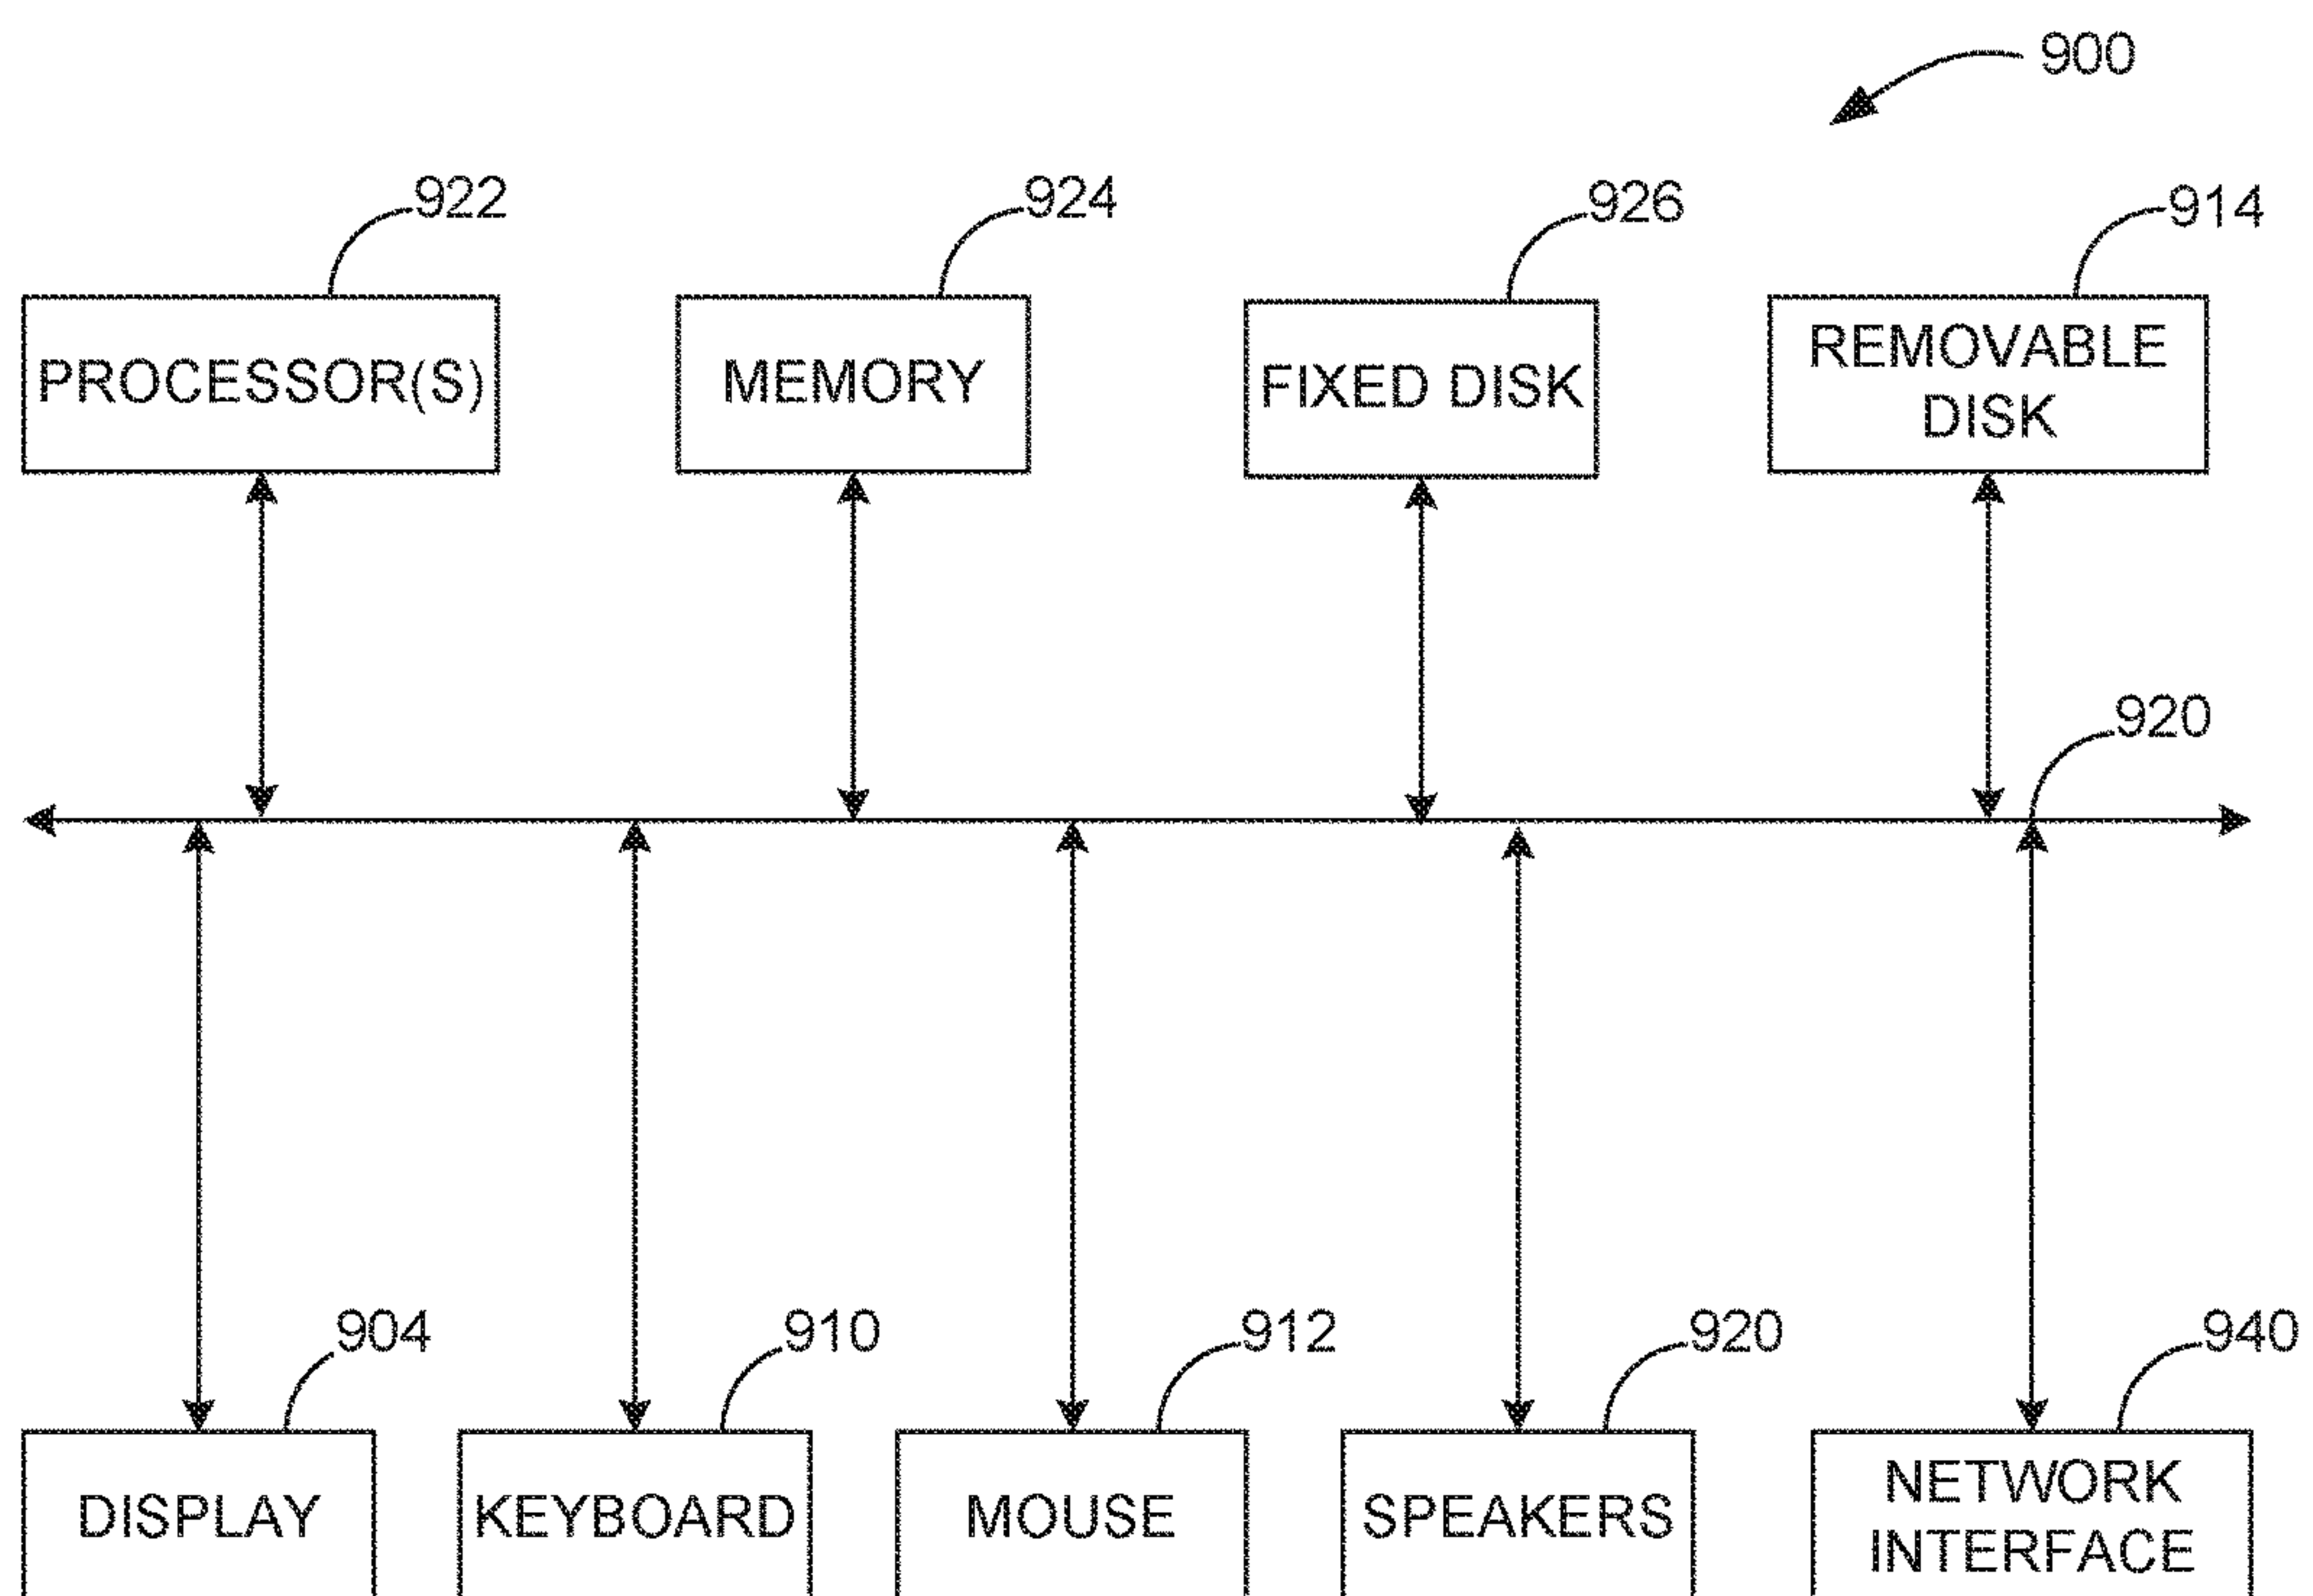 900
922
924
926
914
PROCESSOR(S)
MEMORY
FIXED DISK
REMOVABLE
DISK
920
904
910
912
920
940
DISPLAY
KEYBOARD
MOUSE
SPEAKERS
NETWORK
INTERFACE